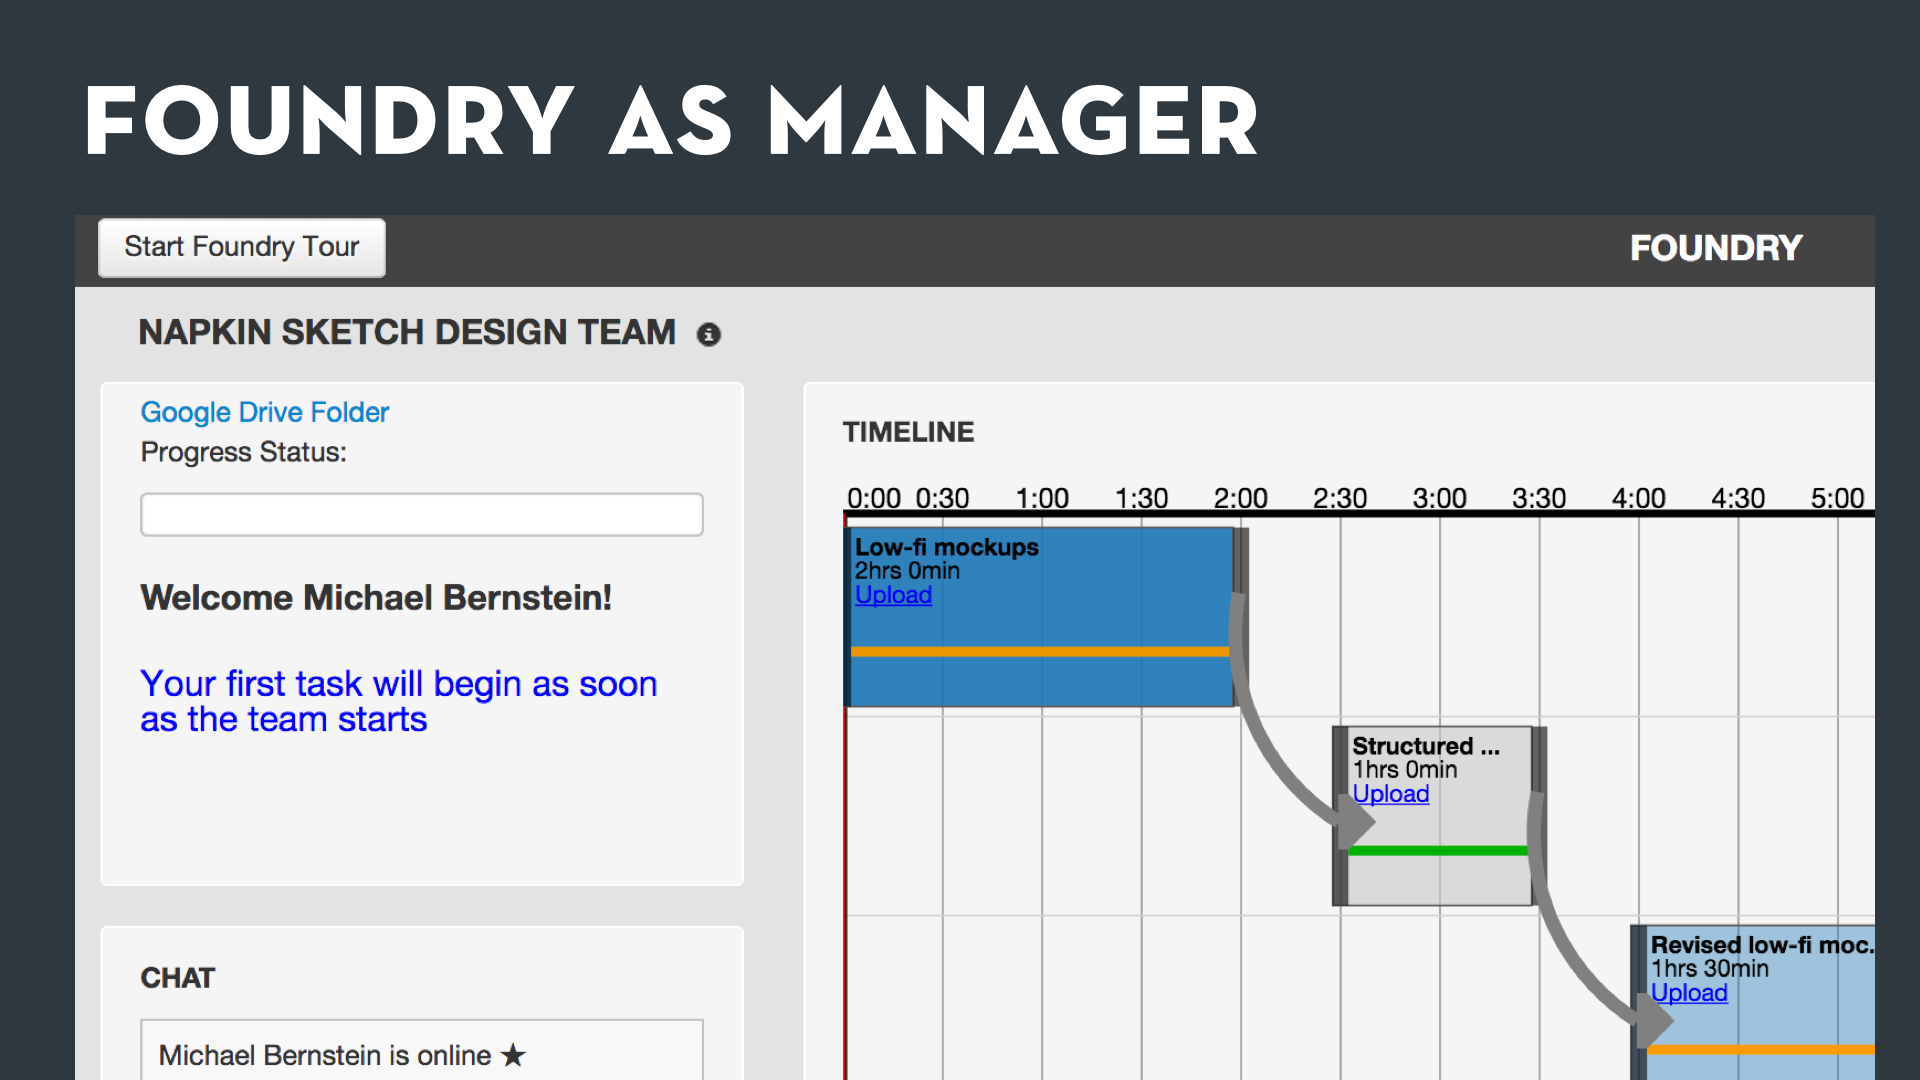 FOUNDRY AS MANAGER
Start Foundry Tour
FOUNDRY
NAPKIN SKETCH DESIGN TEAM
Google Drive Folder
Progress Status:
Welcome Michael Bernstein!
Your first task will begin as soon
as the team starts
CHAT
Michael Bernstein is online ★
TIMELINE
0:00 0:30 1:00 1:30 2:00 2:30 3:00 3:30 4:00 4:30 5:00
Low-fi mockups
2hrs 0min
Upload
Structured ...
1hrs 0min
Upload
Revised low-fi moc.
1hrs 30min
Upload